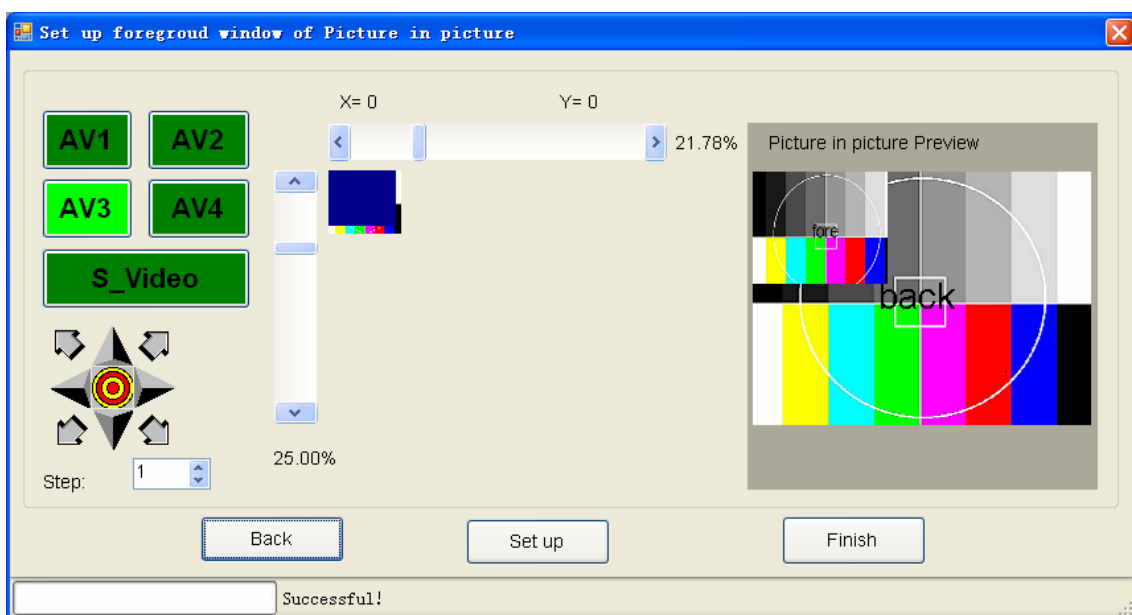 Set up foregroud window of Picture in picture
X= 0 Y= 0
AV1 AV2
21.78% Picture in picture Preview
AV3 AV4
fore
S_Video
back
25.00%
Step: 1
Back Set up Finish
Successful!